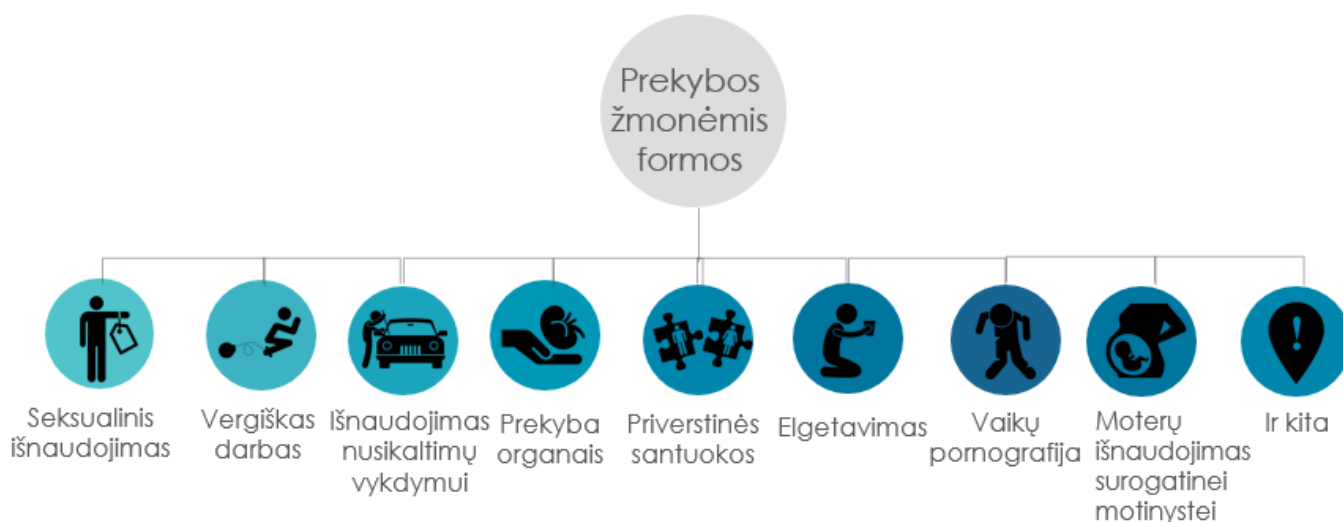 Prekybos
žmonėmis
formos
Seksualinis
išnaudojimas
Vergiškas
darbas
Išnaudojimas
nusikaltimų
vykdymui
Prekyba
organais
Priverstinės
santuokos
Elgetavimas
Vaikų
pornografija
Moterų
išnaudojimas
surogatinei
motinystei
Ir kita